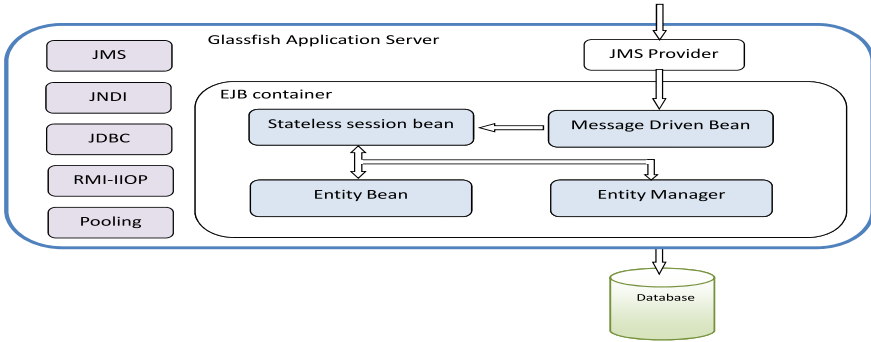 Glassfish Application Server
JMS
JNDI
JDBC
RMI-IIOP
Pooling
JMS Provider
EJB container
Stateless session bean
Message Driven Bean
Entity Bean
Entity Manager
Database